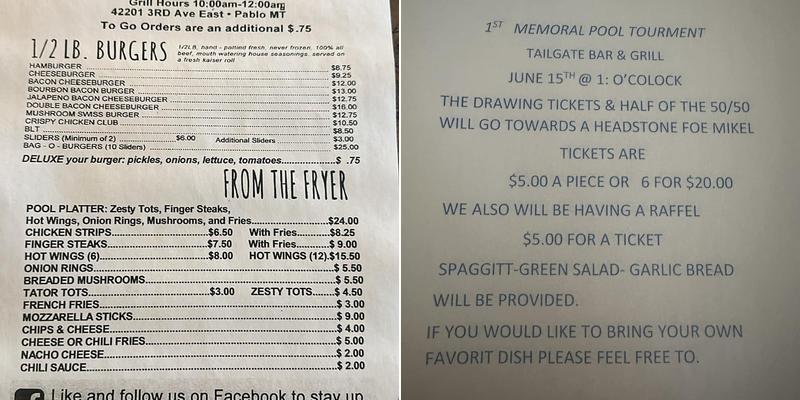 Grill Hours 10:00am-12:00am
42201 3RD Ave East • Pablo MT
To Go Orders are an additional $.75
1/2 LB. BURGERS
1/2LB, hand - pattied fresh, never frozen, 100% all
beef, mouth watering house seasonings. served on
a fresh kaiser roll
HAMBURGER $8.75
CHEESEBURGER $9.25
BACON CHEESEBURGER $12.00
BOURBON BACON BURGER $13.00
JALAPENO BACON CHEESEBURGER $12.75
DOUBLE BACON CHEESEBURGER $16.00
MUSHROOM SWISS BURGER $12.75
CRISPY CHICKEN CLUB $10.50
BLT $8.50
SLIDERS (Minimum of 2) $6.00 Additional Sliders $3.00
BAG - O - BURGERS (10 Sliders) $25.00
DELUXE your burger: pickles, onions, lettuce, tomatoes $ .75
FROM THE FRYER
POOL PLATTER: Zesty Tots, Finger Steaks,
Hot Wings, Onion Rings, Mushrooms, and Fries $24.00
CHICKEN STRIPS $6.50 With Fries $8.25
FINGER STEAKS $7.50 With Fries $ 9.00
HOT WINGS (6) $8.00 HOT WINGS (12) $15.50
ONION RINGS $ 5.50
BREADED MUSHROOMS $ 5.50
TATOR TOTS $3.00 ZESTY TOTS $ 4.50
FRENCH FRIES $ 3.00
MOZZARELLA STICKS $ 9.00
CHIPS & CHEESE $ 4.00
CHEESE OR CHILI FRIES $ 5.00
NACHO CHEESE $ 2.00
CHILI SAUCE $ 2.00
Like and follow us on Facebook to stay up
1ST MEMORAL POOL TOURMENT
TAILGATE BAR & GRILL
JUNE 15TH @ 1: O'COLOCK
THE DRAWING TICKETS & HALF OF THE 50/50
WILL GO TOWARDS A HEADSTONE FOE MIKEL
TICKETS ARE
$5.00 A PIECE OR 6 FOR $20.00
WE ALSO WILL BE HAVING A RAFFEL
$5.00 FOR A TICKET
SPAGGITT-GREEN SALAD- GARLIC BREAD
WILL BE PROVIDED.
IF YOU WOULD LIKE TO BRING YOUR OWN
FAVORIT DISH PLEASE FEEL FREE TO.